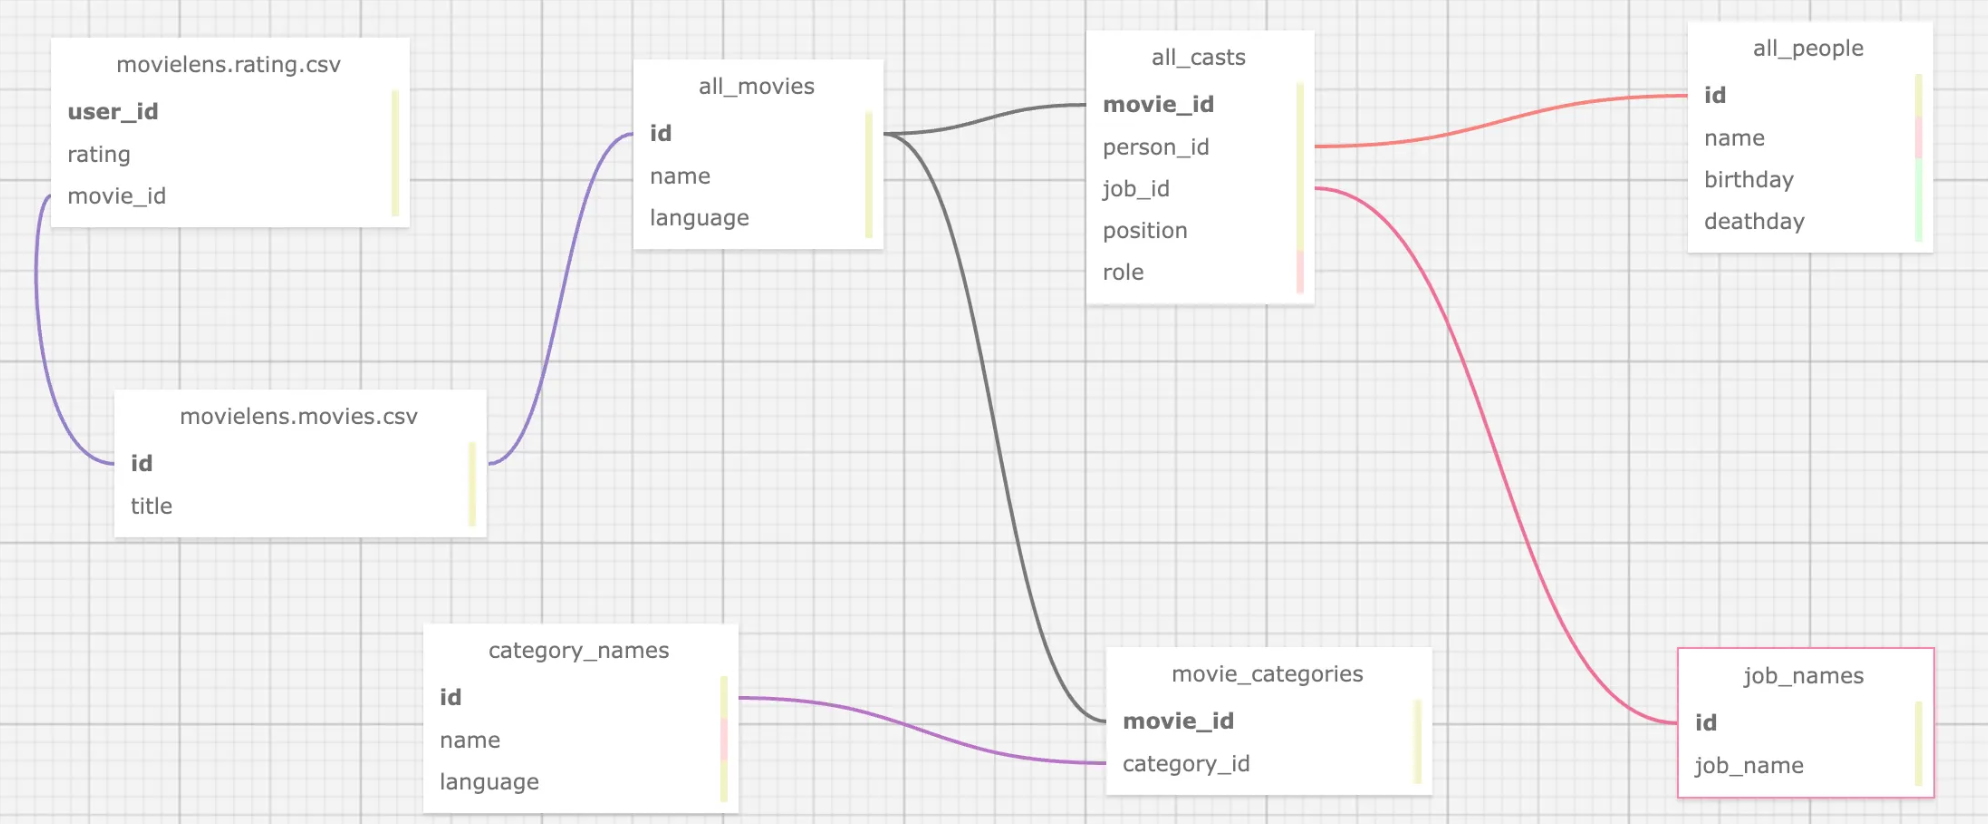 movielens.rating.csv
user_id
rating
movie_id
all_movies
id
name
language
all_casts
movie_id
person_id
job_id
position
role
all_people
id
name
birthday
deathday
movielens.movies.csv
id
title
category_names
id
name
language
movie_categories
movie_id
category_id
job_names
id
job_name